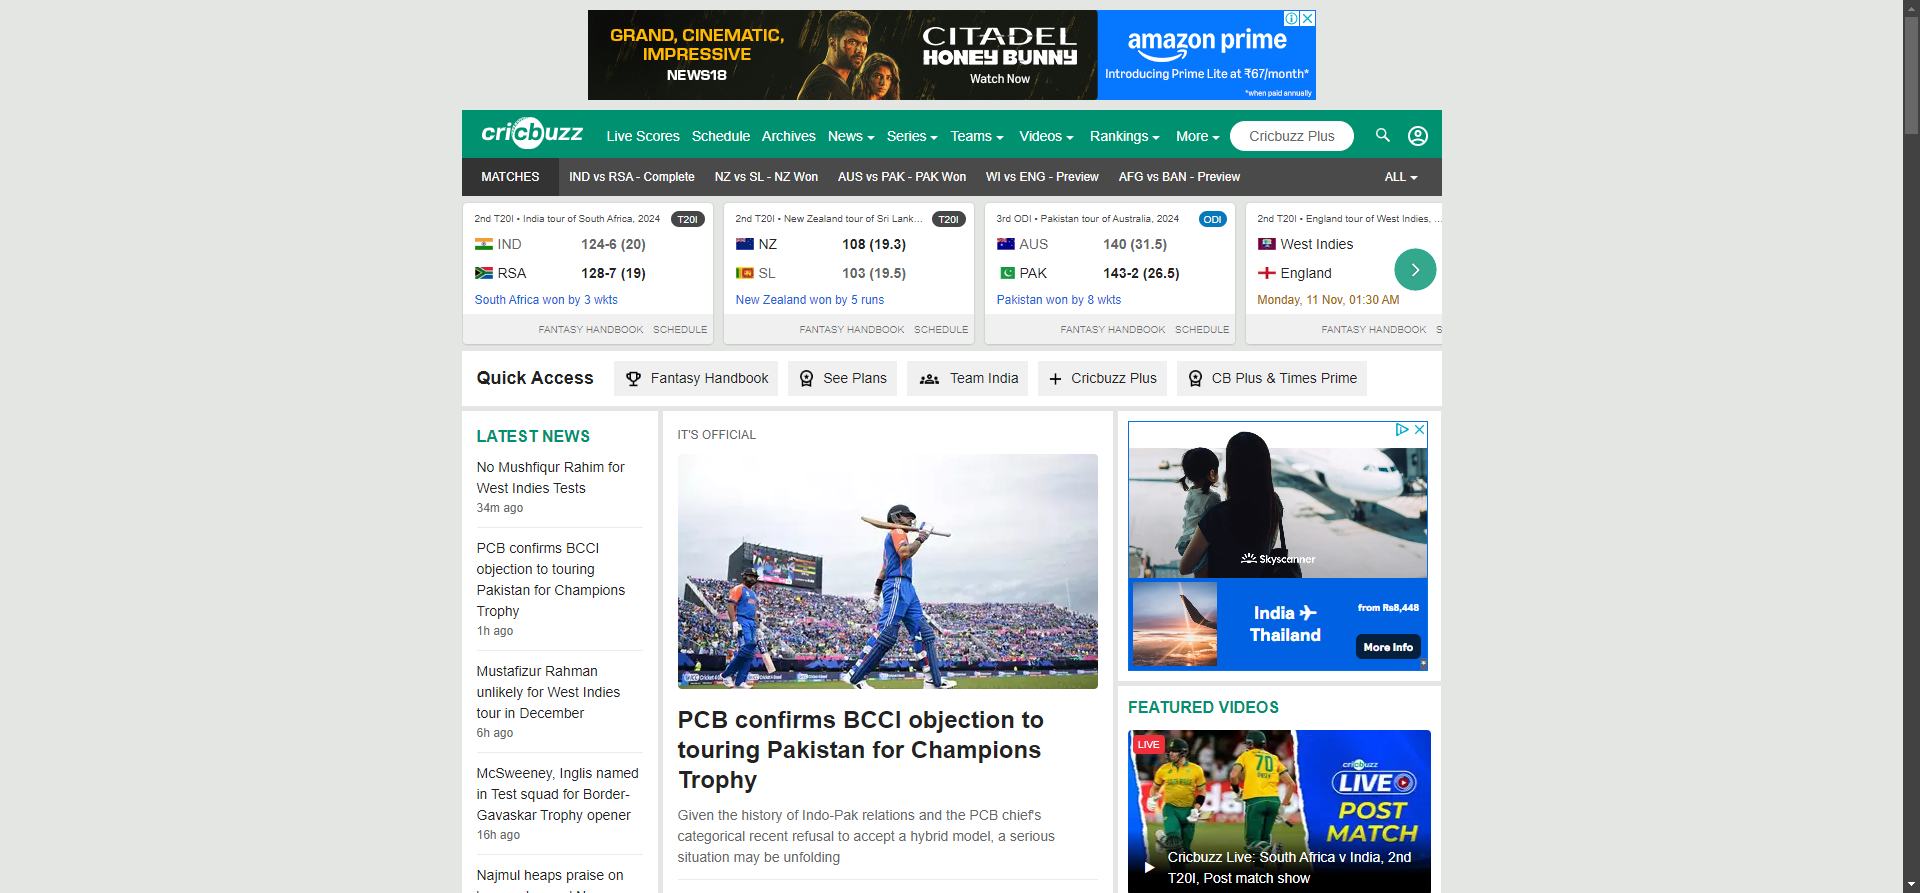 GRAND, CINEMATIC,
IMPRESSIVE
NEWS18
CITADEL
HONEY BUNNY
Watch Now
amazon prime
Introducing Prime Lite at ₹67/month*
*when paid annually
cricbuzz
Live Scores Schedule Archives News Series Teams Videos Rankings More Cricbuzz Plus
MATCHES IND vs RSA - Complete NZ vs SL - NZ Won AUS vs PAK - PAK Won WI vs ENG - Preview AFG vs BAN - Preview ALL
2nd T20I • India tour of South Africa, 2024 T20I
IND 124-6 (20)
RSA 128-7 (19)
South Africa won by 3 wkts
FANTASY HANDBOOK SCHEDULE
2nd T20I • New Zealand tour of Sri Lank... T20I
NZ 108 (19.3)
SL 103 (19.5)
New Zealand won by 5 runs
FANTASY HANDBOOK SCHEDULE
3rd ODI • Pakistan tour of Australia, 2024 ODI
AUS 140 (31.5)
PAK 143-2 (26.5)
Pakistan won by 8 wkts
FANTASY HANDBOOK SCHEDULE
2nd T20I • England tour of West Indies, ...
West Indies
England
Monday, 11 Nov, 01:30 AM
FANTASY HANDBOOK S
Quick Access Fantasy Handbook See Plans Team India Cricbuzz Plus CB Plus & Times Prime
LATEST NEWS
No Mushfiqur Rahim for
West Indies Tests
34m ago
PCB confirms BCCI
objection to touring
Pakistan for Champions
Trophy
1h ago
Mustafizur Rahman
unlikely for West Indies
tour in December
6h ago
McSweeney, Inglis named
in Test squad for Border-
Gavaskar Trophy opener
16h ago
Najmul heaps praise on
IT'S OFFICIAL
PCB confirms BCCI objection to
touring Pakistan for Champions
Trophy
Given the history of Indo-Pak relations and the PCB chief's
categorical recent refusal to accept a hybrid model, a serious
situation may be unfolding
Skyscanner
India
Thailand
from Rs8,448
More Info
FEATURED VIDEOS
LIVE
70
cricbuzz
LIVE
POST
MATCH
Cricbuzz Live: South Africa v India, 2nd
T20I, Post match show